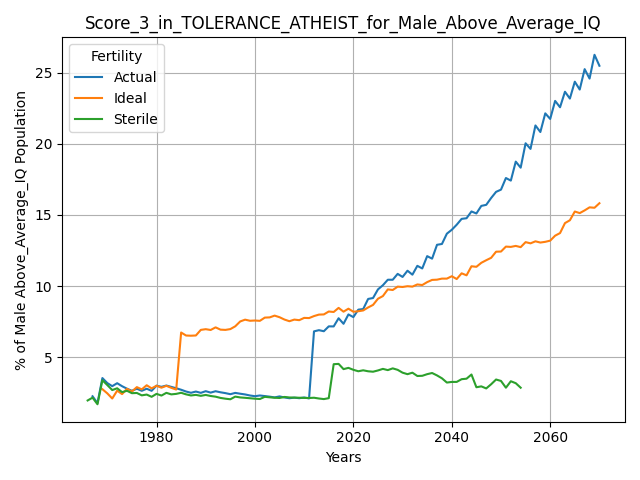 Score_3_in_TOLERANCE_ATHEIST_for_Male_Above_Average_IQ
Fertility
Actual
Ideal
Sterile
% of Male Above_Average_IQ Population
25
20
15
10
5
1980
2000
2020
2040
2060
Years